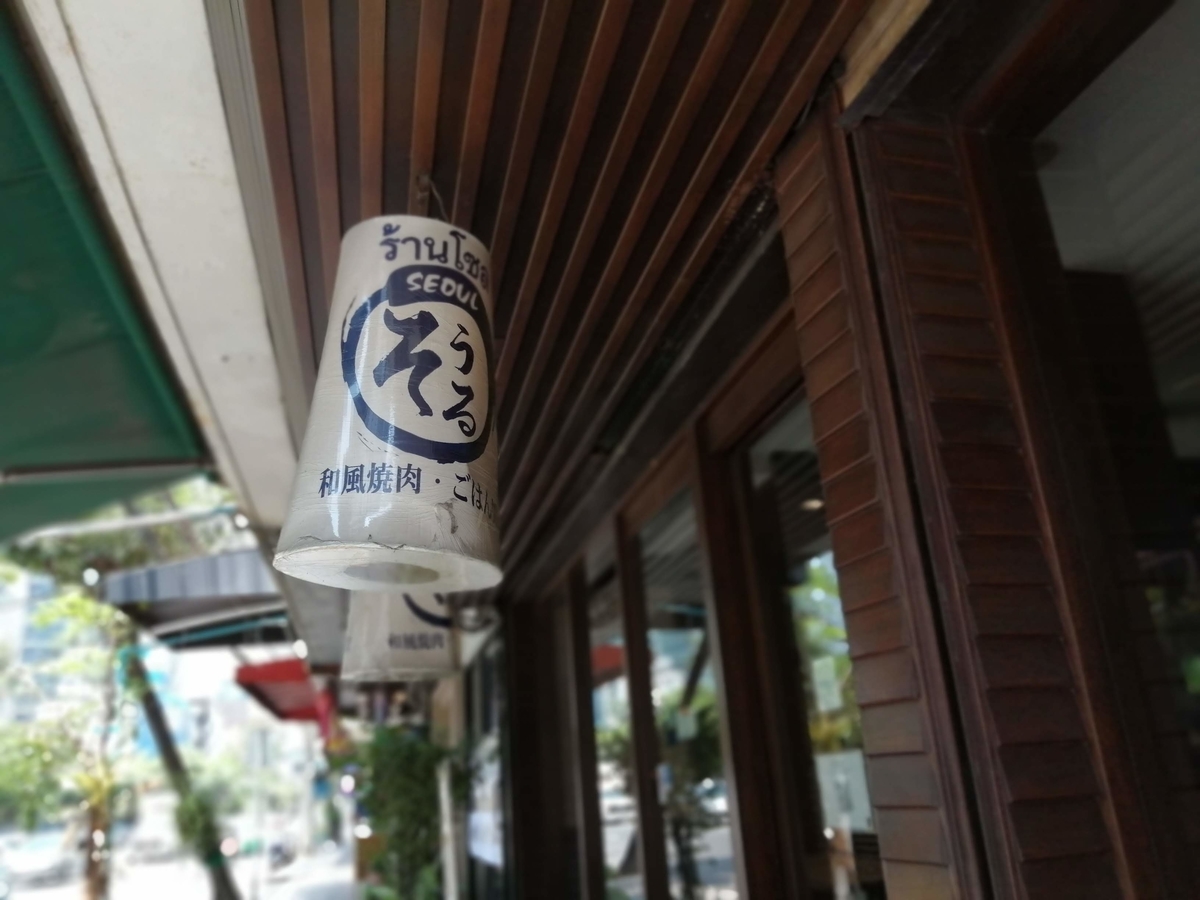 ร้านโซล
SEOUL
そうる
和風焼肉・ごはん
和風焼肉